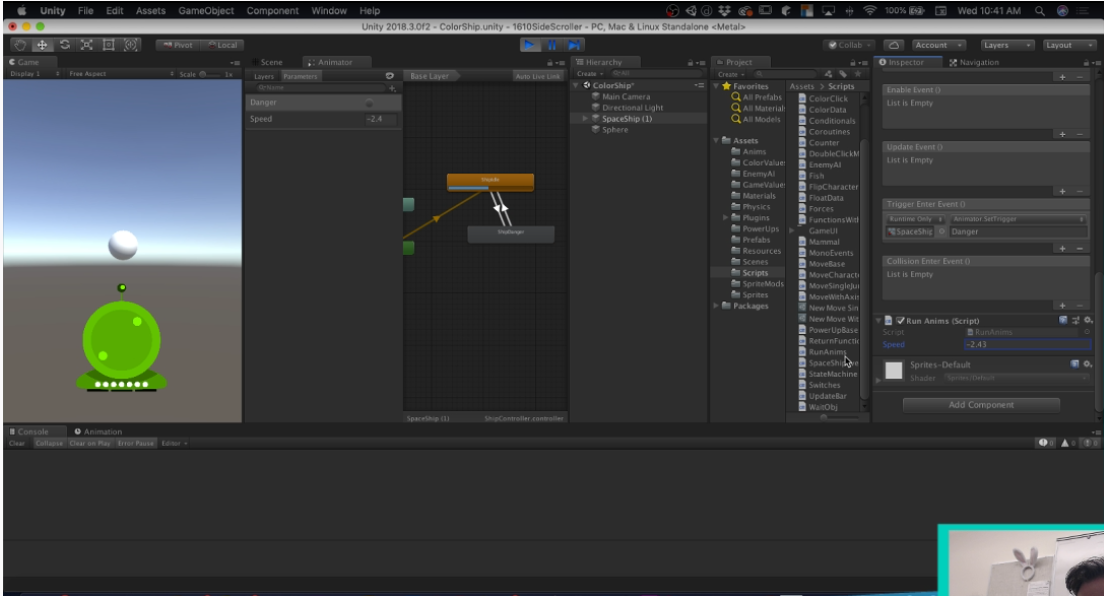 Unity File Edit Assets GameObject Component Window Help
100% Wed 10:41 AM
Unity 2018.3.0f2 - ColorShip.unity - 1610SideScroller - PC, Mac & Linux Standalone <Metal>
Pivot Local
Collab Account Layers Layout
Game
Display 1 Free Aspect Scale 1x
Scene Animator
Layers Parameters
Name
Danger
Speed -2.4
Base Layer Auto Live Link
ShipDanger
SpaceShip (1) ShipController.controller
Hierarchy
Create All
ColorShip*
Main Camera
Directional Light
SpaceShip (1)
Sphere
Project
Create
Favorites
All Prefabs
All Material
All Models
Assets
Anims
ColorValue
EnemyAI
GameValue
Materials
Physics
Plugins
PowerUps
Prefabs
Resources
Scenes
Scripts
SpriteMods
Sprites
Packages
Assets > Scripts
ColorClick
ColorData
Conditionals
Coroutines
Counter
DoubleClickM
EnemyAI
Fish
FlipCharacter
FloatData
Forces
FunctionsWith
GameUI
Mammal
MonoEvents
MoveBase
MoveCharact
MoveSingleJu
MoveWithAxi
New Move Sin
New Move Wit
PowerUpBase
ReturnFunctio
RunAnims
StateMachine
Switches
UpdateBar
WaitObj
Inspector Navigation
Enable Event ()
List is Empty
Update Event ()
List is Empty
Trigger Enter Event ()
Runtime Only Animator.SetTrigger
SpaceShip Danger
Collision Enter Event ()
List is Empty
Run Anims (Script)
Script RunAnims
Speed -2.43
Sprites-Default
Shader Sprites/Default
Add Component
Console Animation
Clear Collapse Clear on Play Error Pause Editor
0 0 0